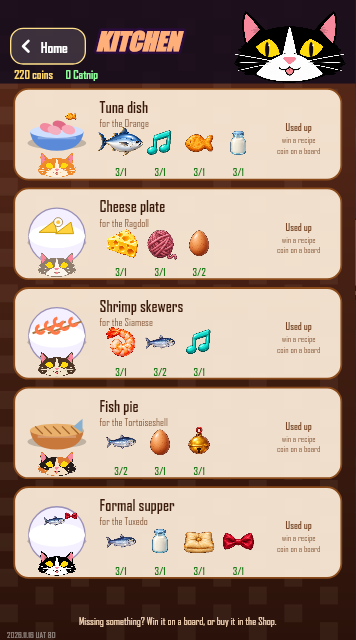 Home
KITCHEN
220 coins 0 Catnip
Tuna dish
for the Orange
3/1 3/1 3/1 3/1
Used up
win a recipe
coin on a board
Cheese plate
for the Ragdoll
3/1 3/1 3/2
Used up
win a recipe
coin on a board
Shrimp skewers
for the Siamese
3/1 3/2 3/1
Used up
win a recipe
coin on a board
Fish pie
for the Tortoiseshell
3/2 3/1 3/1
Used up
win a recipe
coin on a board
Formal supper
for the Tuxedo
3/1 3/1 3/1 3/1
Used up
win a recipe
coin on a board
Missing something? Win it on a board, or buy it in the Shop.